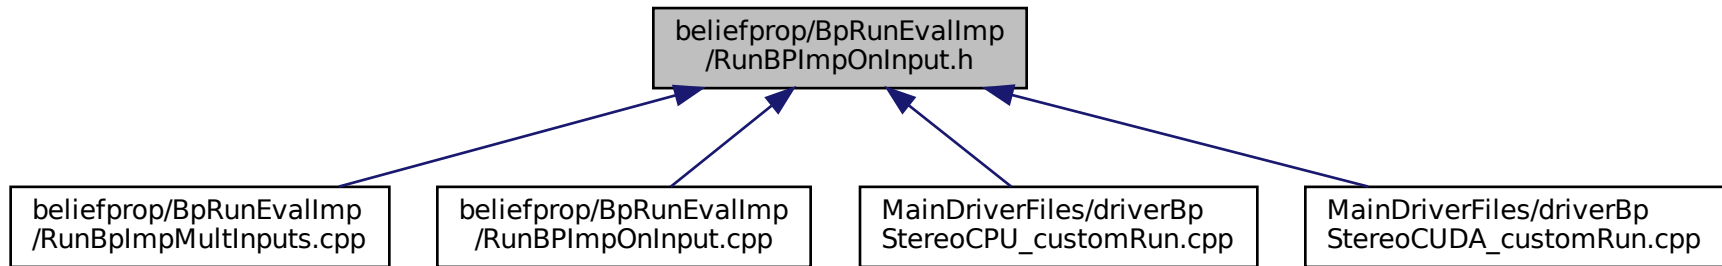 beliefprop/BpRunEvalImp
/RunBPImpOnInput.h
beliefprop/BpRunEvalImp
/RunBpImpMultInputs.cpp
beliefprop/BpRunEvalImp
/RunBPImpOnInput.cpp
MainDriverFiles/driverBp
StereoCPU_customRun.cpp
MainDriverFiles/driverBp
StereoCUDA_customRun.cpp